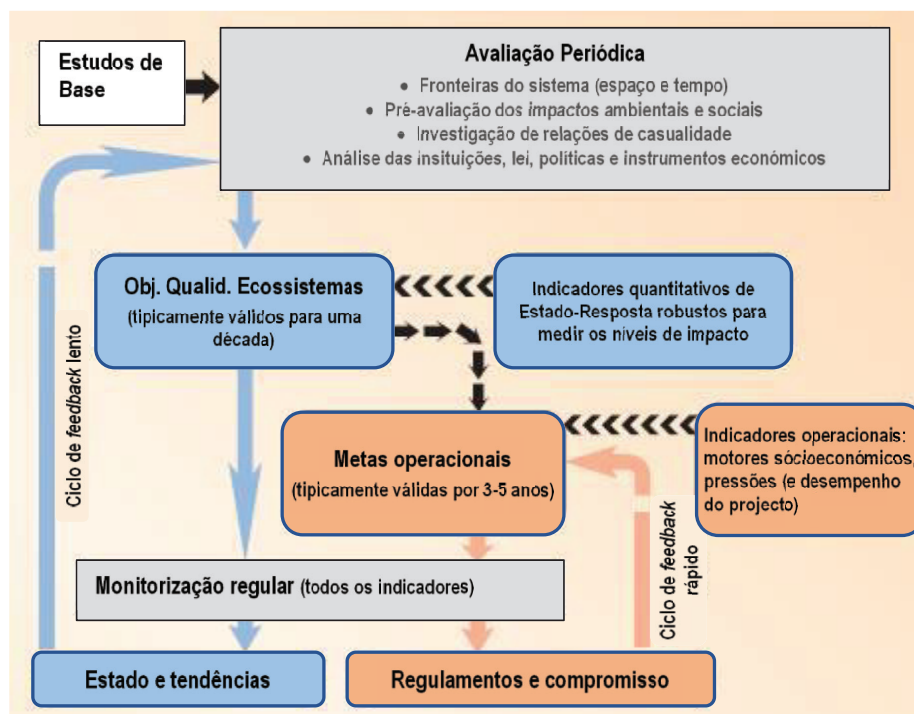 Estudos de
Base
Avaliação Periódica
• Fronteiras do sistema (espaço e tempo)
• Pré-avaliação dos impactos ambientais e sociais
• Investigação de relações de casualidade
• Análise das insituições, lei, políticas e instrumentos económicos
Obj. Qualid. Ecossistemas
(tipicamente válidos para uma
década)
Indicadores quantitativos de
Estado-Resposta robustos para
medir os níveis de impacto
Ciclo de feedback lento
Metas operacionais
(tipicamente válidas por 3-5 anos)
Indicadores operacionais:
motores sócioeconómicos,
pressões (e desempenho
do projecto)
Ciclo de feedback
rápido
Monitorização regular (todos os indicadores)
Estado e tendências
Regulamentos e compromisso